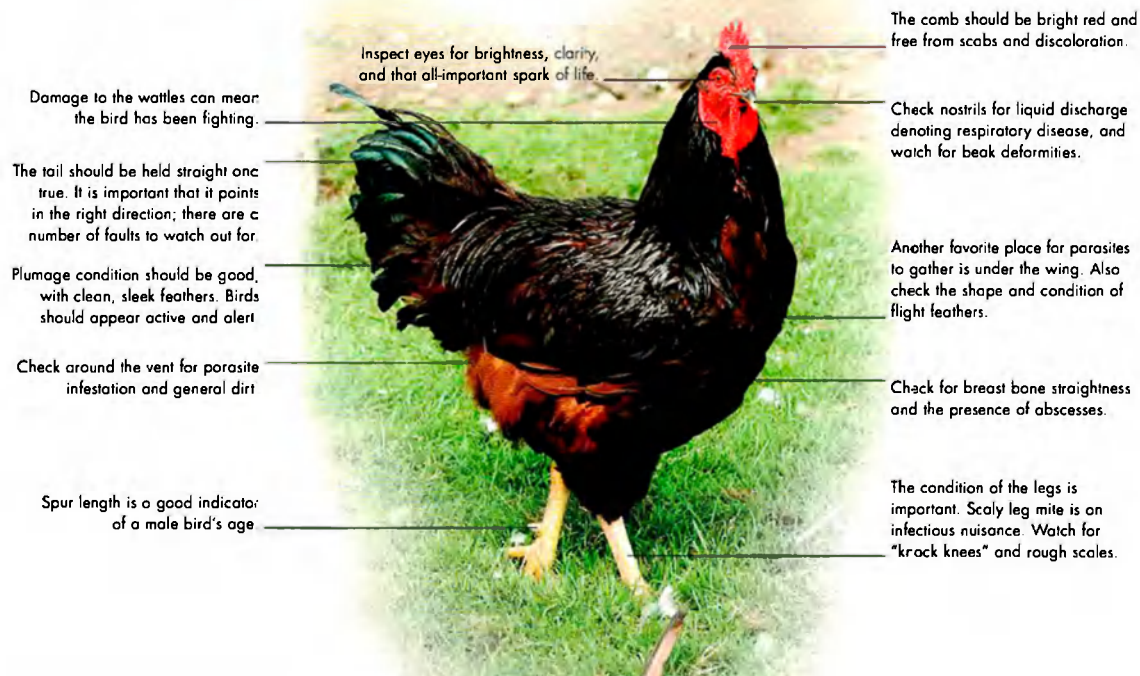 Inspect eyes for brightness, clarity,
and that all-important spark of life.
Damage to the wattles can mean
the bird has been fighting.
The tail should be held straight and
true. It is important that it points
in the right direction; there are a
number of faults to watch out for.
Plumage condition should be good,
with clean, sleek feathers. Birds
should appear active and alert
Check around the vent for parasite
infestation and general dirt
Spur length is a good indicator
of a male bird's age.
The comb should be bright red and
free from scabs and discoloration.
Check nostrils for liquid discharge
denoting respiratory disease, and
watch for beak deformities.
Another favorite place for parasites
to gather is under the wing. Also
check the shape and condition of
flight feathers.
Check for breast bone straightness
and the presence of abscesses.
The condition of the legs is
important. Scaly leg mite is an
infectious nuisance. Watch for
"knock knees" and rough scales.